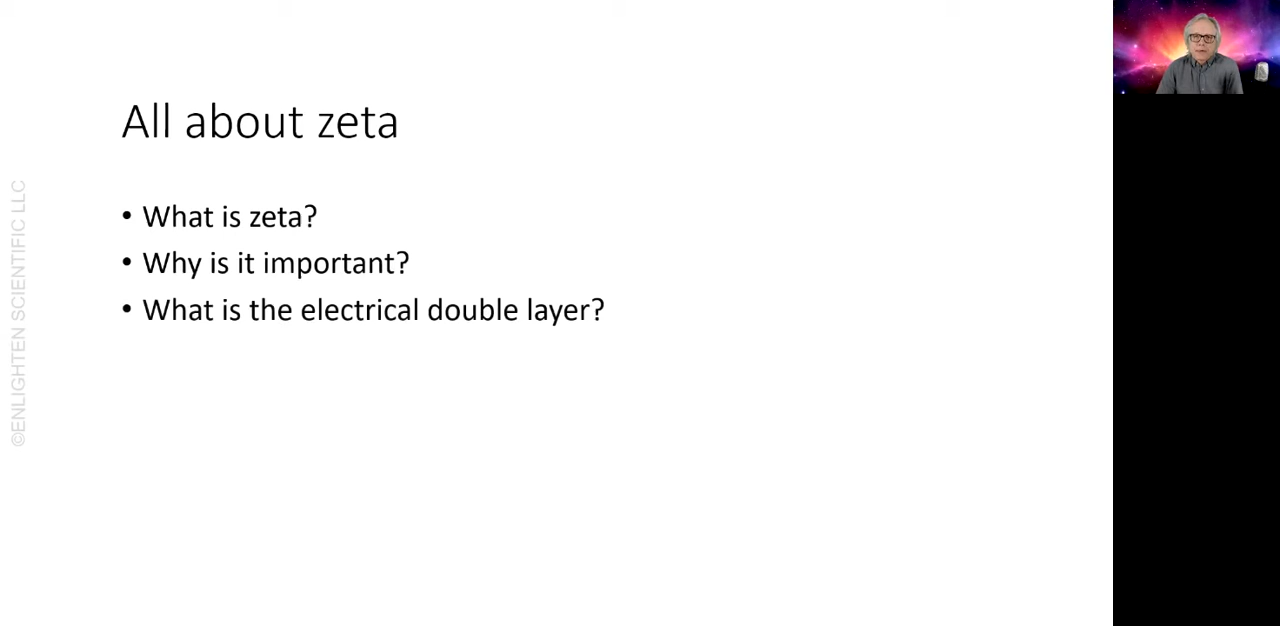 All about zeta
• What is zeta?
• Why is it important?
• What is the electrical double layer?
©ENLIGHTEN SCIENTIFIC LLC